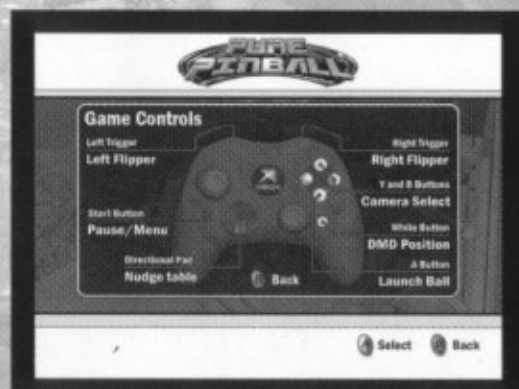 PURE
PINBALL
Game Controls
Left Trigger
Left Flipper
Start Button
Pause/Menu
Directional Pad
Nudge table
Right Trigger
Right Flipper
Y and B Buttons
Camera Select
White Button
DMD Position
A Button
Launch Ball
Back
Select
Back